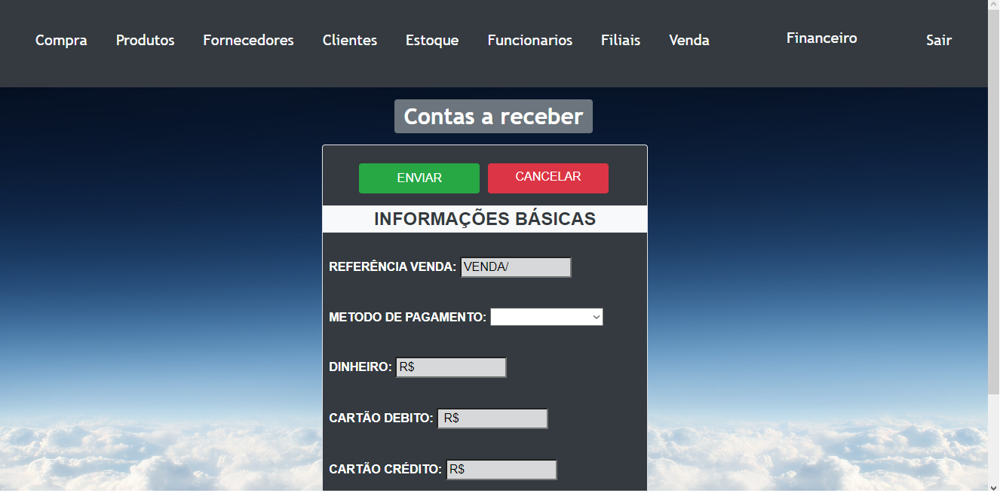 Compra Produtos Fornecedores Clientes Estoque Funcionarios Filiais Venda Financeiro Sair
Contas a receber
ENVIAR CANCELAR
INFORMAÇÕES BÁSICAS
REFERÊNCIA VENDA: VENDA/
METODO DE PAGAMENTO:
DINHEIRO: R$
CARTÃO DEBITO: R$
CARTÃO CRÉDITO: R$